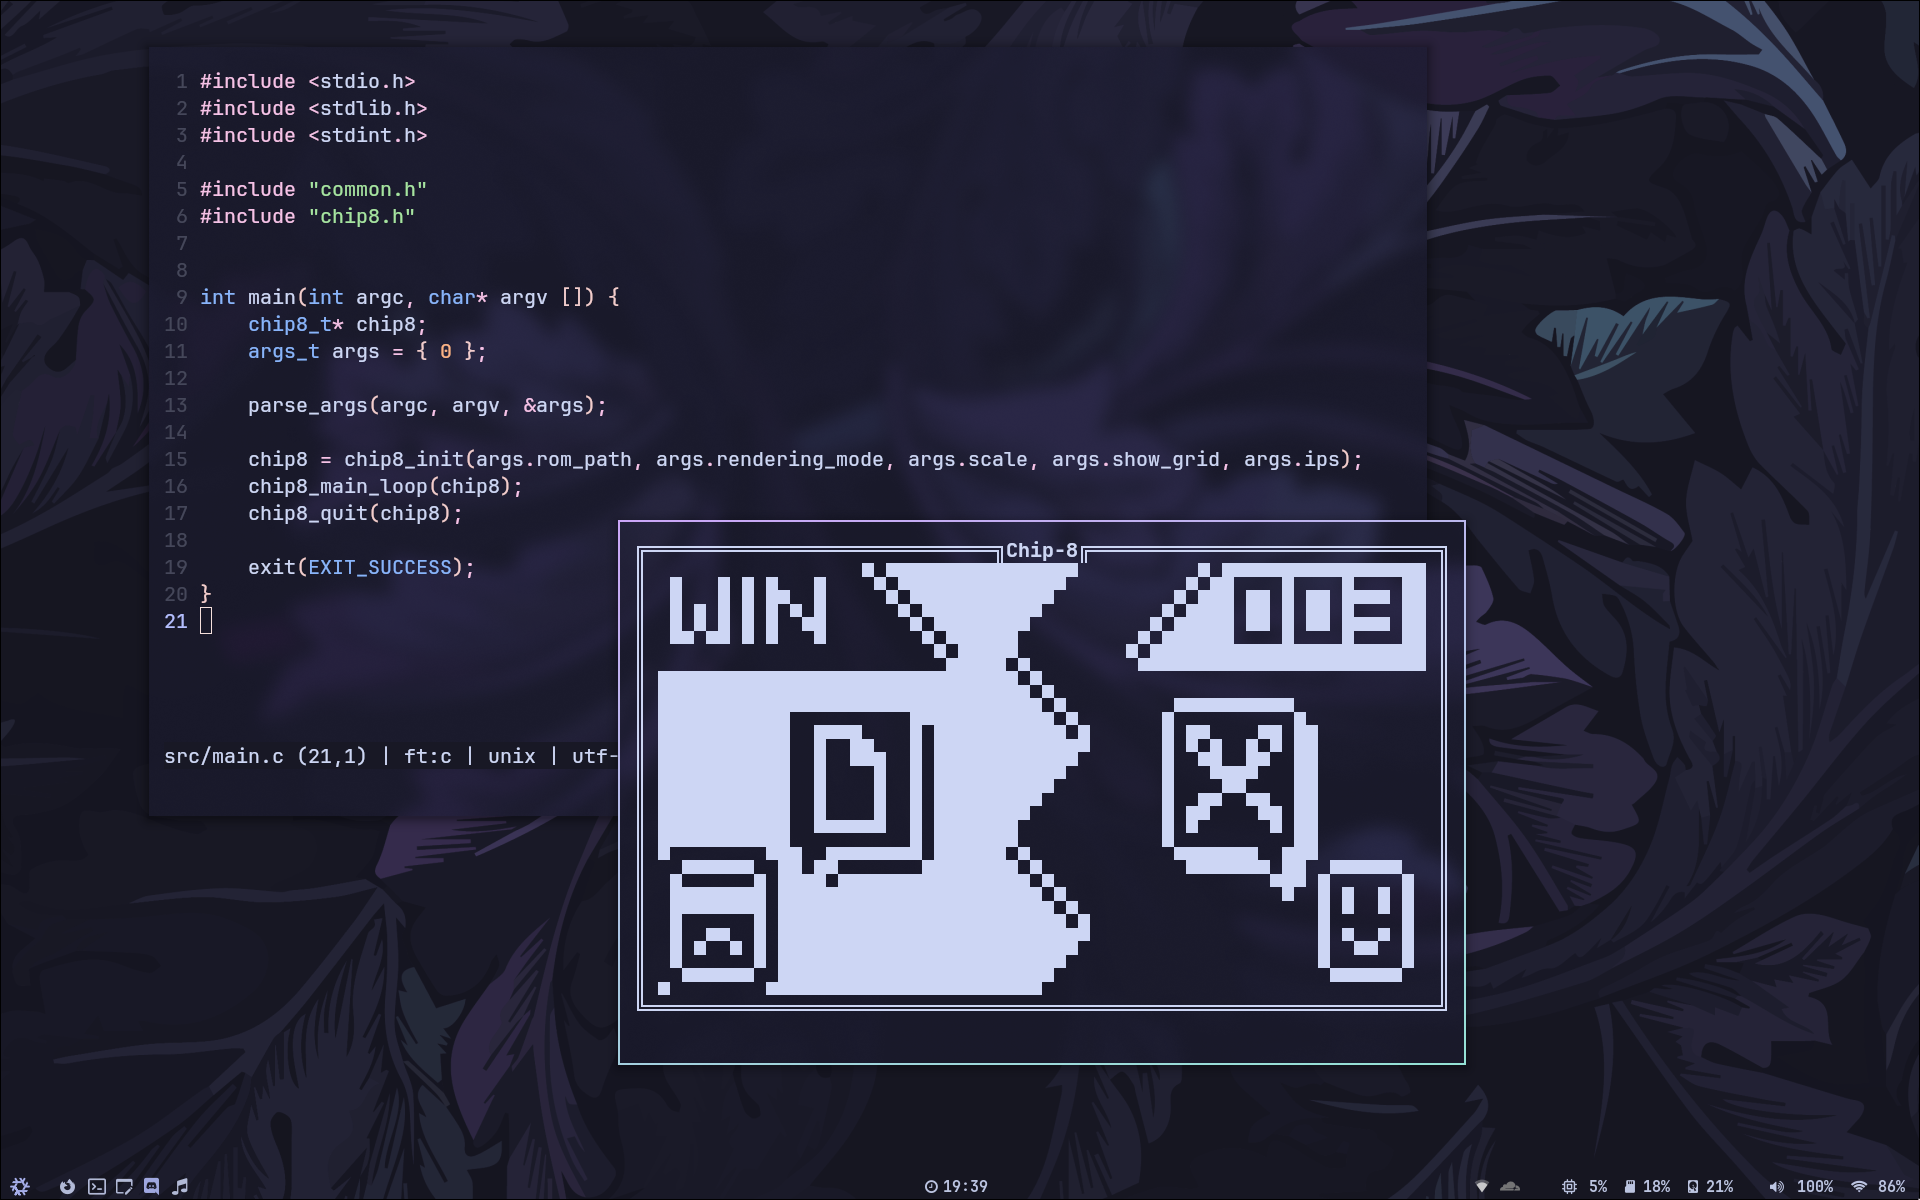 1 #include <stdio.h>
2 #include <stdlib.h>
3 #include <stdint.h>
4
5 #include "common.h"
6 #include "chip8.h"
7
8
9 int main(int argc, char* argv []) {
10     chip8_t* chip8;
11     args_t args = { 0 };
12
13     parse_args(argc, argv, &args);
14
15     chip8 = chip8_init(args.rom_path, args.rendering_mode, args.scale, args.show_grid, args.ips);
16     chip8_main_loop(chip8);
17     chip8_quit(chip8);
18
19     exit(EXIT_SUCCESS);
20 }
21
src/main.c (21,1) | ft:c | unix | utf-
Chip-8
WIN 003
19:39 5% 18% 21% 100% 86%